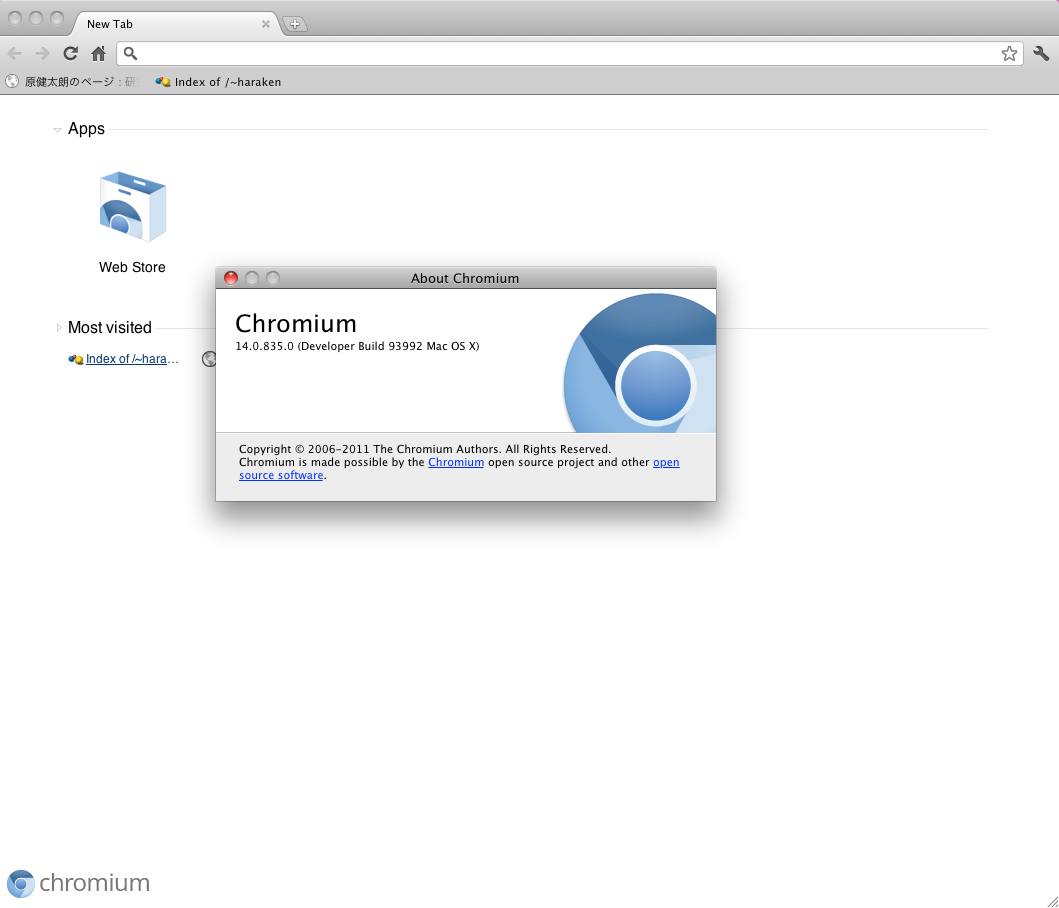 New Tab
原健太朗のページ : 研
Index of /~haraken
Apps
Web Store
About Chromium
Chromium
14.0.835.0 (Developer Build 93992 Mac OS X)
Most visited
Index of /~hara...
Copyright © 2006-2011 The Chromium Authors. All Rights Reserved.
Chromium is made possible by the Chromium open source project and other open
source software.
chromium